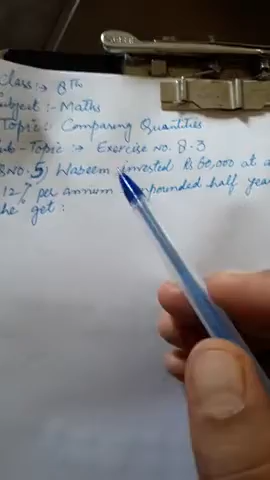 Class:→ 8th
Subject:- Maths
Topic: Comparing Quantities
Sub-Topic :→ Exercise No. 8.3
QNO. 5) Waseem invested Rs 60,000 at a
12% per annum compounded half year
he get :